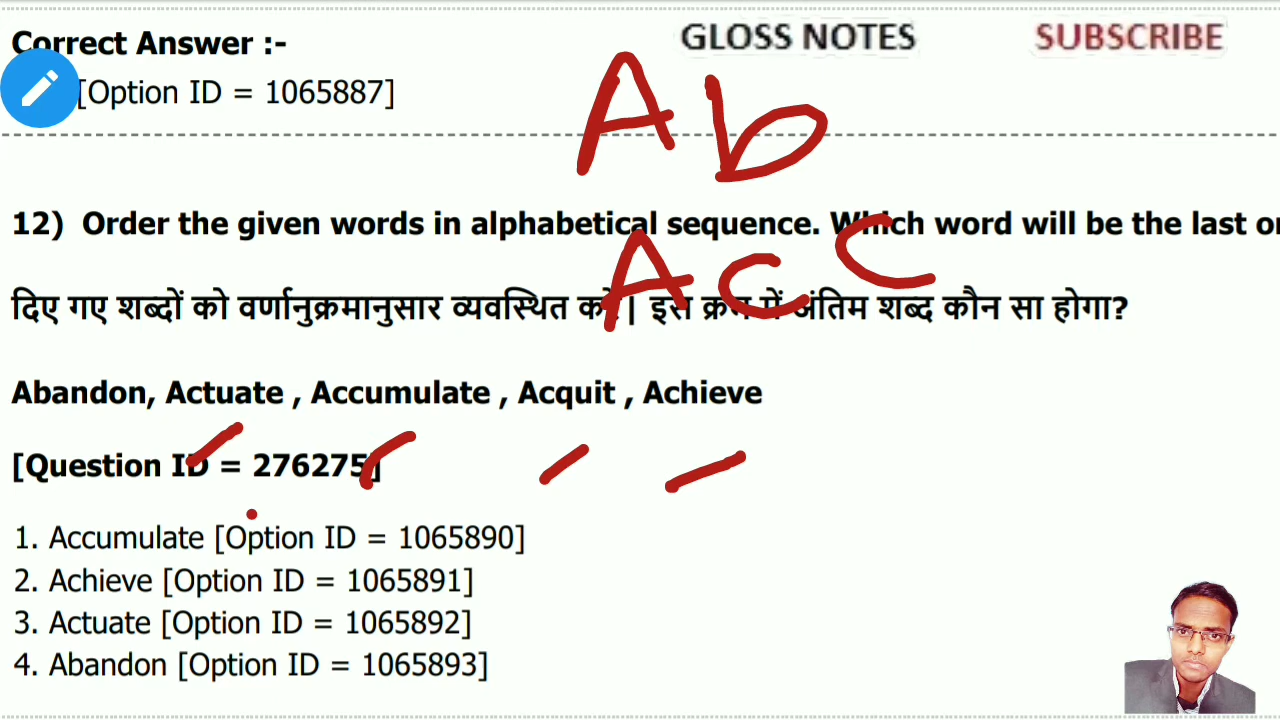 Correct Answer :-
GLOSS NOTES
SUBSCRIBE
[Option ID = 1065887]
Ab
12) Order the given words in alphabetical sequence. Which word will be the last
Acc
दिए गए शब्दों को वर्णानुक्रमानुसार व्यवस्थित करें| इस क्रम में अंतिम शब्द कौन सा होगा?
Abandon, Actuate , Accumulate , Acquit , Achieve
[Question ID = 276275]
1. Accumulate [Option ID = 1065890]
2. Achieve [Option ID = 1065891]
3. Actuate [Option ID = 1065892]
4. Abandon [Option ID = 1065893]